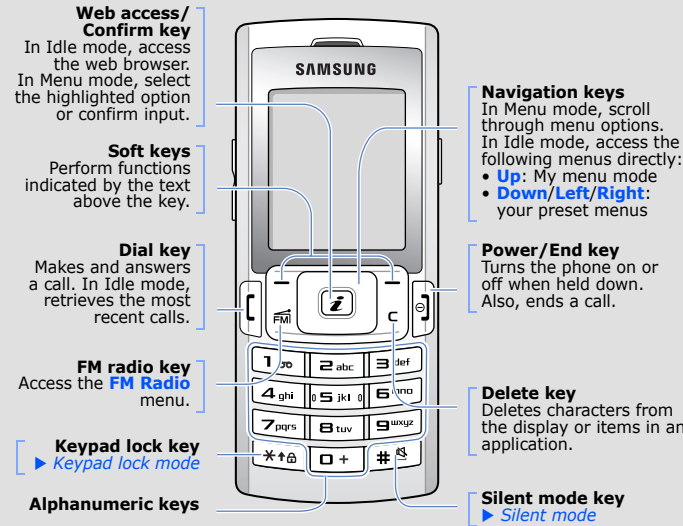 Web access/
Confirm key
In Idle mode, access
the web browser.
In Menu mode, select
the highlighted option
or confirm input.
Soft keys
Perform functions
indicated by the text
above the key.
Dial key
Makes and answers
a call. In Idle mode,
retrieves the most
recent calls.
FM radio key
Access the FM Radio
menu.
Keypad lock key
▶ Keypad lock mode
Alphanumeric keys
SAMSUNG
i
FM
C
1
2 abc
3 def
4 ghi
5 jkl
6 mno
7 pqrs
8 tuv
9 wxyz
*
0 +
#
Navigation keys
In Menu mode, scroll
through menu options.
In Idle mode, access the
following menus directly:
• Up: My menu mode
• Down/Left/Right:
your preset menus
Power/End key
Turns the phone on or
off when held down.
Also, ends a call.
Delete key
Deletes characters from
the display or items in an
application.
Silent mode key
▶ Silent mode